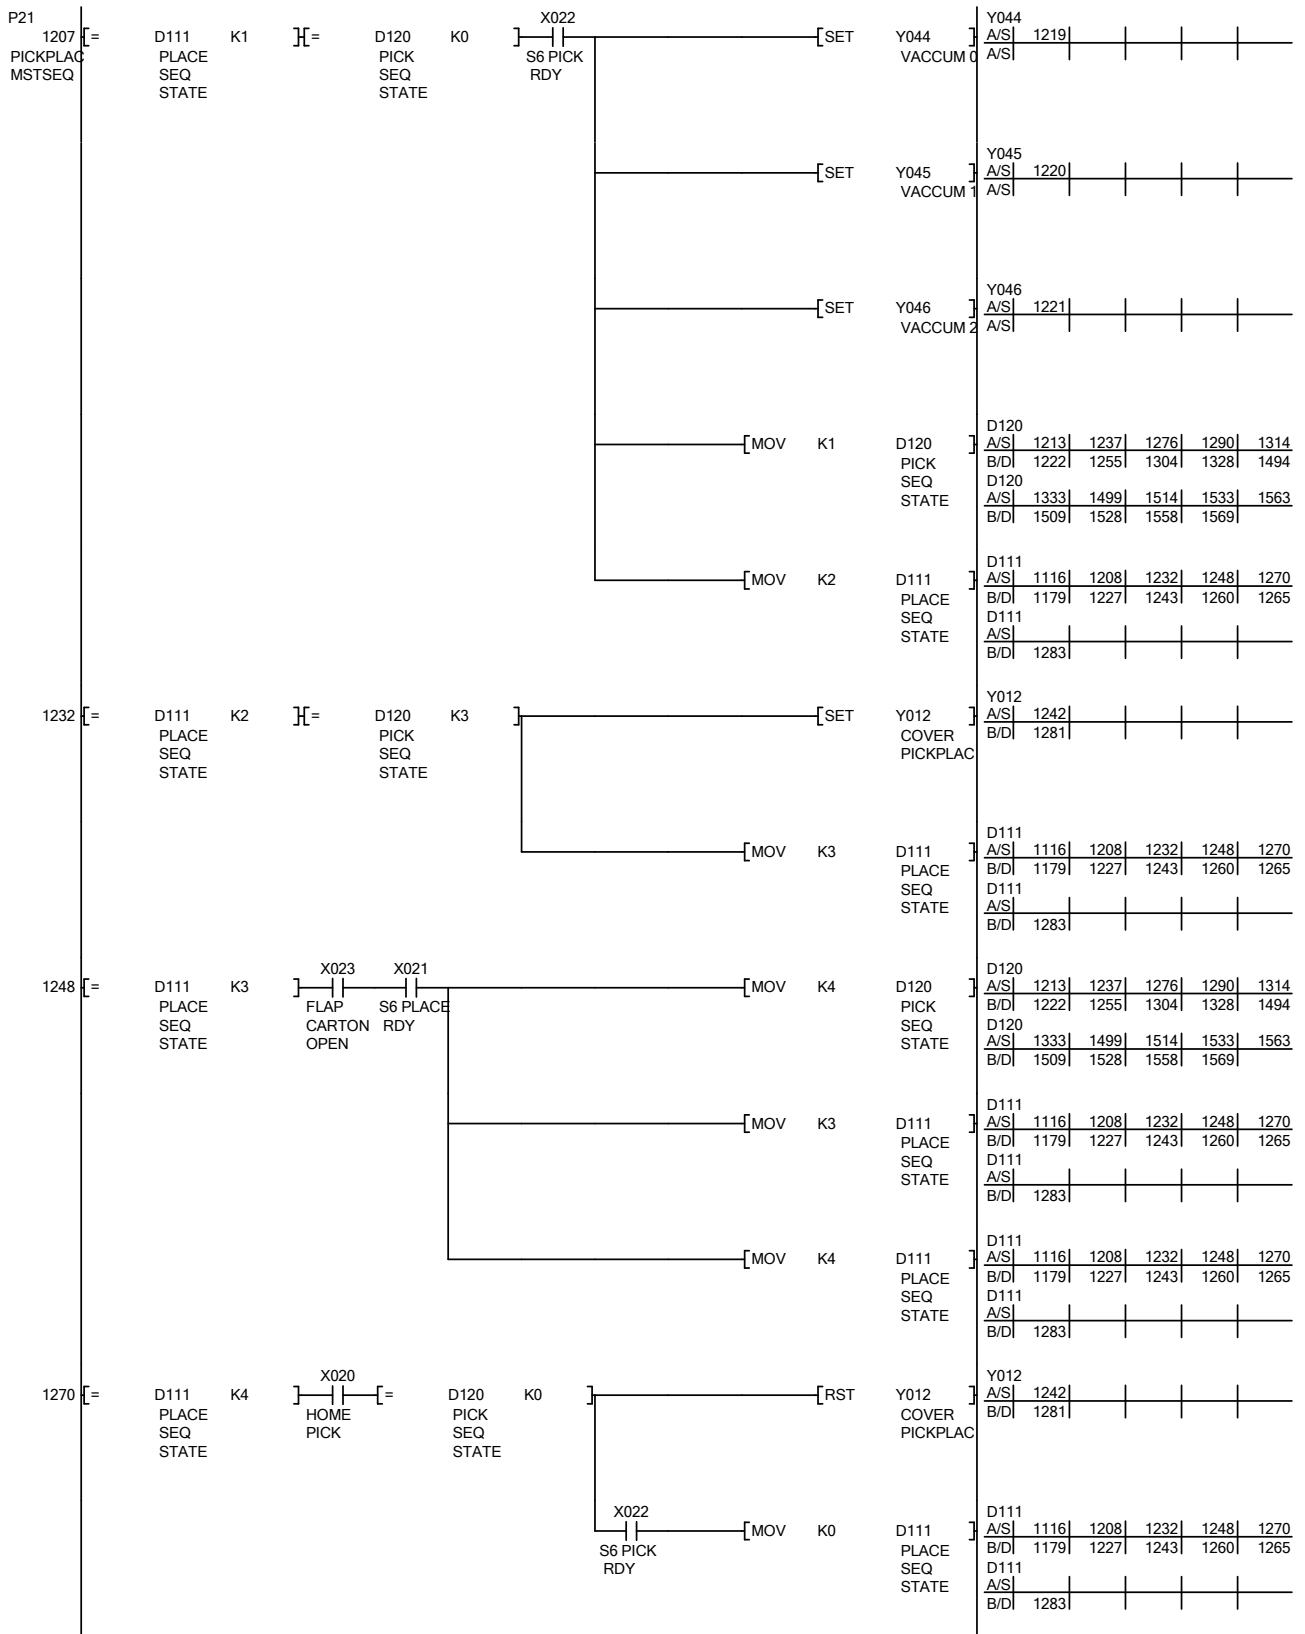 P21
X022
Y044
1207 [= D111 K1 ] [= D120 K0 ] [SET Y044 ] A/S 1219
PICKPLAC PLACE PICK S6 PICK VACCUM 0 A/S
MSTSEQ SEQ SEQ RDY
STATE STATE
Y045
[SET Y045 ] A/S 1220
VACCUM 1 A/S
Y046
[SET Y046 ] A/S 1221
VACCUM 2 A/S
D120
[MOV K1 D120 ] A/S 1213 1237 1276 1290 1314
PICK B/D 1222 1255 1304 1328 1494
SEQ D120
STATE A/S 1333 1499 1514 1533 1563
B/D 1509 1528 1558 1569
D111
[MOV K2 D111 ] A/S 1116 1208 1232 1248 1270
PLACE B/D 1179 1227 1243 1260 1265
SEQ D111
STATE A/S
B/D 1283
Y012
1232 [= D111 K2 ] [= D120 K3 ] [SET Y012 ] A/S 1242
PLACE PICK COVER B/D 1281
SEQ SEQ PICKPLAC
STATE STATE
D111
[MOV K3 D111 ] A/S 1116 1208 1232 1248 1270
PLACE B/D 1179 1227 1243 1260 1265
SEQ D111
STATE A/S
B/D 1283
X023 X021 D120
1248 [= D111 K3 ] [MOV K4 D120 ] A/S 1213 1237 1276 1290 1314
PLACE FLAP S6 PLACE PICK B/D 1222 1255 1304 1328 1494
SEQ CARTON RDY SEQ D120
STATE OPEN STATE A/S 1333 1499 1514 1533 1563
B/D 1509 1528 1558 1569
D111
[MOV K3 D111 ] A/S 1116 1208 1232 1248 1270
PLACE B/D 1179 1227 1243 1260 1265
SEQ D111
STATE A/S
B/D 1283
D111
[MOV K4 D111 ] A/S 1116 1208 1232 1248 1270
PLACE B/D 1179 1227 1243 1260 1265
SEQ D111
STATE A/S
B/D 1283
X020 Y012
1270 [= D111 K4 ] [= D120 K0 ] [RST Y012 ] A/S 1242
PLACE HOME PICK COVER B/D 1281
SEQ PICK SEQ PICKPLAC
STATE STATE
X022 D111
[MOV K0 D111 ] A/S 1116 1208 1232 1248 1270
S6 PICK PLACE B/D 1179 1227 1243 1260 1265
RDY SEQ D111
STATE A/S
B/D 1283